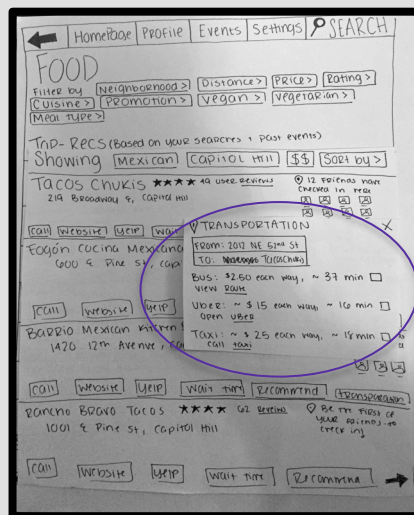 HomePage Profile Events Settings SEARCH
FOOD
Filter by Neighborhood > Distance > Price > Rating >
Cuisine > Promotion > Vegan > Vegetarian >
Meal type >
TnD-RECS (Based on your searches + past events)
Showing Mexican Capitol Hill $$ Sort by >
Tacos Chukis ★★★★ 49 user reviews 12 Friends have
checked in here
219 Broadway E, Capitol Hill
Call Website Yelp Wait
TRANSPORTATION X
From: 2012 NE 52nd St
To: Tacos Chukis
Bus: $2.50 each way, ~ 37 min
view Route
Uber: ~ $15 each way, ~ 16 min
open Uber
Taxi: ~ $25 each way, ~ 18 min
call taxi
Fogón Cocina Mexicana
600 E Pine St, Cap
Call Website Yelp
Barrio Mexican Kitchen
1420 12th Avenue, Ca
Call Website Yelp Wait time Recommend Transportation
Rancho Bravo Tacos ★★★★ 62 Reviews Be the first of
your friends to
check in
1001 E Pine St, Capitol Hill
Call Website Yelp Wait time Recommend